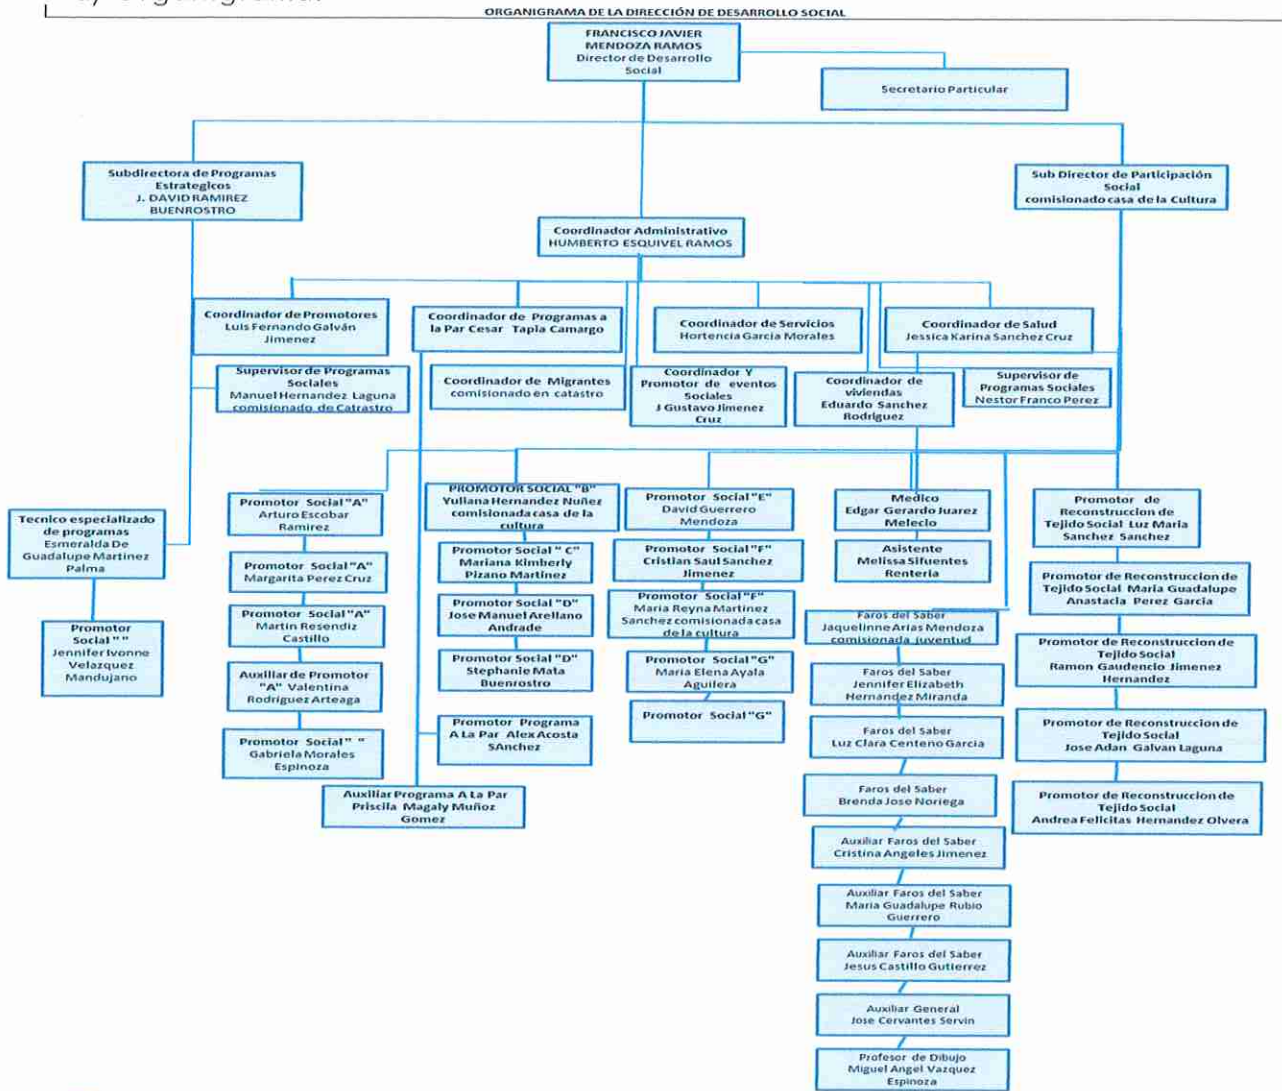 ORGANIGRAMA DE LA DIRECCIÓN DE DESARROLLO SOCIAL
FRANCISCO JAVIER
MENDOZA RAMOS
Director de Desarrollo
Social
Secretario Particular
Subdirectora de Programas
Estrategicos
J. DAVID RAMIREZ
BUENROSTRO
Sub Director de Participación
Social
comisionado casa de la Cultura
Coordinador Administrativo
HUMBERTO ESQUIVEL RAMOS
Coordinador de Promotores
Luis Fernando Galván
Jimenez
Coordinador de Programas a
la Par Cesar Tapia Camargo
Coordinador de Servicios
Hortencia Garcia Morales
Coordinador de Salud
Jessica Karina Sanchez Cruz
Supervisor de Programas
Sociales
Manuel Hernandez Laguna
comisionado de Catrastro
Coordinador de Migrantes
comisionado en catastro
Coordinador Y
Promotor de eventos
Sociales
J Gustavo Jimenez
Cruz
Coordinador de
viviendas
Eduardo Sanchez
Rodriguez
Supervisor de
Programas Sociales
Nestor Franco Perez
Tecnico especializado
de programas
Esmeralda De
Guadalupe Martinez
Palma
Promotor
Social " "
Jennifer Ivonne
Velazquez
Mandujano
Promotor Social "A"
Arturo Escobar
Ramirez
Promotor Social "A"
Margarita Perez Cruz
Promotor Social "A"
Martin Resendiz
Castillo
Auxiliar de Promotor
"A" Valentina
Rodriguez Arteaga
Promotor Social " "
Gabriela Morales
Espinoza
PROMOTOR SOCIAL "B"
Yuliana Hernandez Nuñez
comisionada casa de la
cultura
Promotor Social " C"
Mariana Kimberly
Pizano Martinez
Promotor Social "D"
Jose Manuel Arellano
Andrade
Promotor Social "D"
Stephanie Mata
Buenrostro
Promotor Programa
A La Par Alex Acosta
SAnchez
Auxiliar Programa A La Par
Priscila Magaly Muñoz
Gomez
Promotor Social "E"
David Guerrero
Mendoza
Promotor Social "F"
Cristian Saul Sanchez
Jimenez
Promotor Social "F"
Maria Reyna Martinez
Sanchez comisionada casa
de la cultura
Promotor Social "G"
Maria Elena Ayala
Aguilera
Promotor Social "G"
Medico
Edgar Gerardo Juarez
Melecio
Asistente
Melissa Sifuentes
Renteria
Faros del Saber
Jaquelinne Arias Mendoza
comisionada juventud
Faros del Saber
Jennifer Elizabeth
Hernandez Miranda
Faros del Saber
Luz Clara Centeno Garcia
Faros del Saber
Brenda Jose Noriega
Auxiliar Faros del Saber
Cristina Angeles Jimenez
Auxiliar Faros del Saber
Maria Guadalupe Rubio
Guerrero
Auxiliar Faros del Saber
Jesus Castillo Gutierrez
Auxiliar General
Jose Cervantes Servin
Profesor de Dibujo
Miguel Angel Vazquez
Espinoza
Promotor de
Reconstruccion de
Tejido Social Luz Maria
Sanchez Sanchez
Promotor de Reconstruccion de
Tejido Social Maria Guadalupe
Anastacia Perez Garcia
Promotor de Reconstruccion de
Tejido Social
Ramon Gaudencio Jimenez
Hernandez
Promotor de Reconstruccion de
Tejido Social
Jose Adan Galvan Laguna
Promotor de Reconstruccion de
Tejido Social
Andrea Felicitas Hernandez Olvera